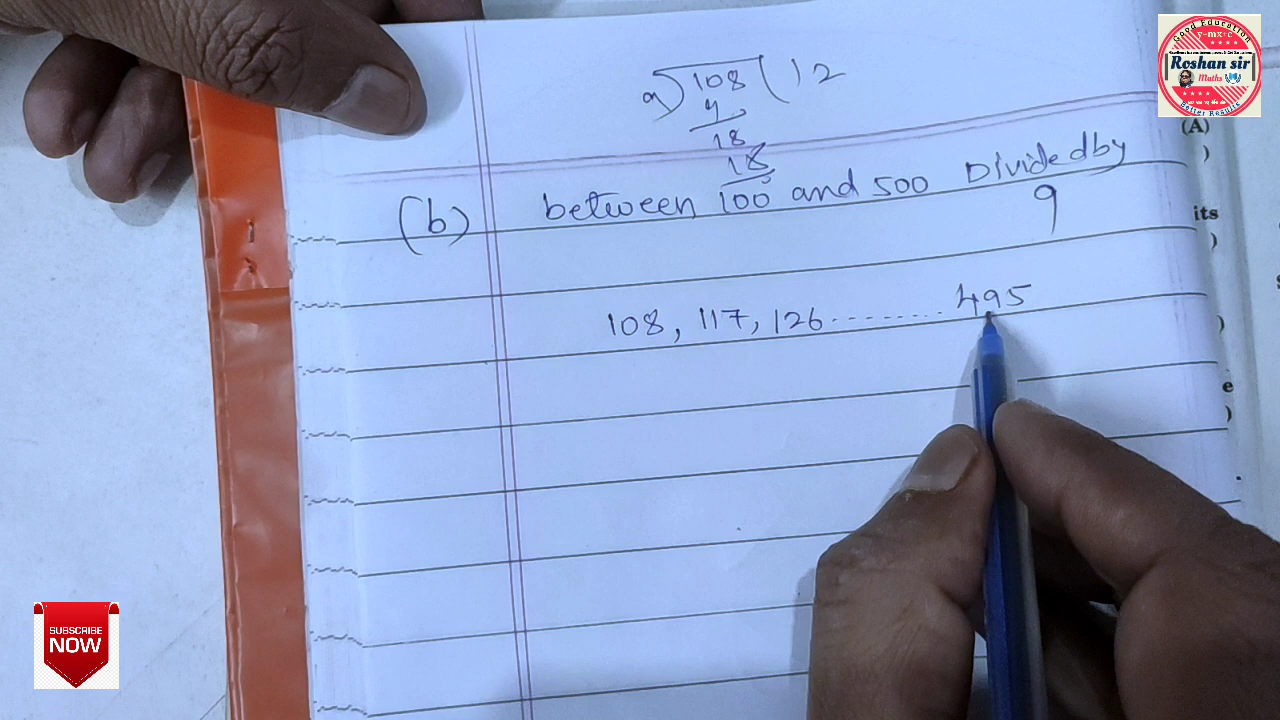 9) 108 ( 12
9
18
18
(b) between 100 and 500 Divided by
9
108, 117, 126 - - - - - - - - 495
Good Education
y=mx+c
Roshan sir
Maths
Better Results
(A)
)
its
)
)
e
)
SUBSCRIBE
NOW